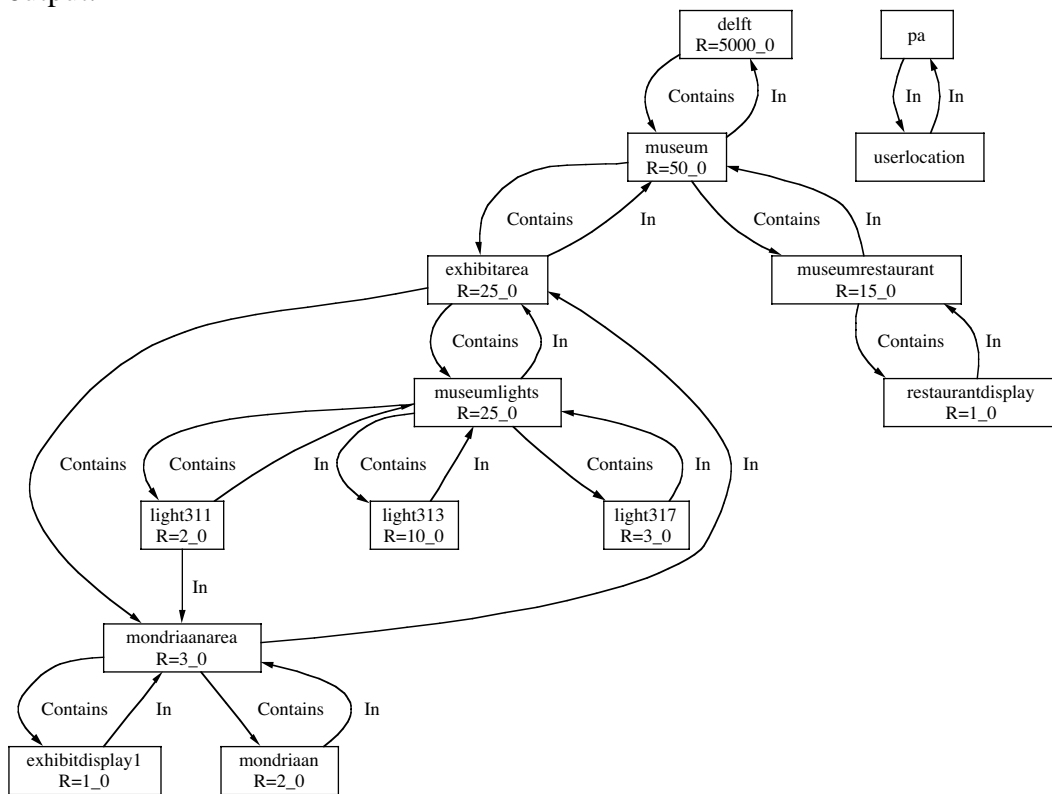 Outputs
delft
R=5000_0
pa
Contains
In
In
In
museum
R=50_0
userlocation
Contains
In
Contains
In
exhibitarea
R=25_0
museumrestaurant
R=15_0
Contains
In
Contains
In
museumlights
R=25_0
restaurantdisplay
R=1_0
Contains
Contains
In
Contains
In
Contains
In
In
light311
R=2_0
light313
R=10_0
light317
R=3_0
In
mondriaanarea
R=3_0
Contains
In
Contains
In
exhibitdisplay1
R=1_0
mondriaan
R=2_0